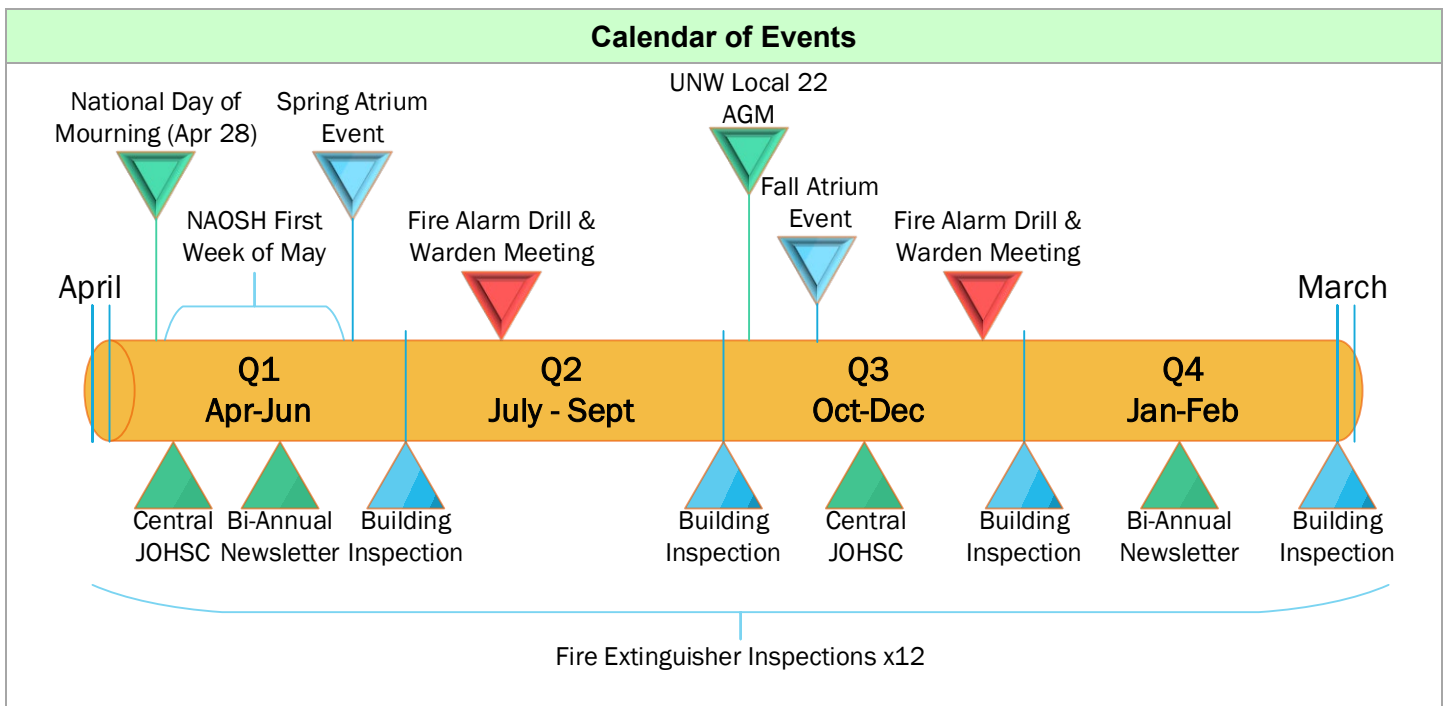 Calendar of Events
UNW Local 22
AGM
National Day of
Mourning (Apr 28)
Spring Atrium
Event
Fall Atrium
Event
NAOSH First
Week of May
Fire Alarm Drill &
Warden Meeting
Fire Alarm Drill &
Warden Meeting
April
March
Q1
Apr-Jun
Q2
July - Sept
Q3
Oct-Dec
Q4
Jan-Feb
Central
JOHSC
Bi-Annual
Newsletter
Building
Inspection
Building
Inspection
Central
JOHSC
Building
Inspection
Bi-Annual
Newsletter
Building
Inspection
Fire Extinguisher Inspections x12